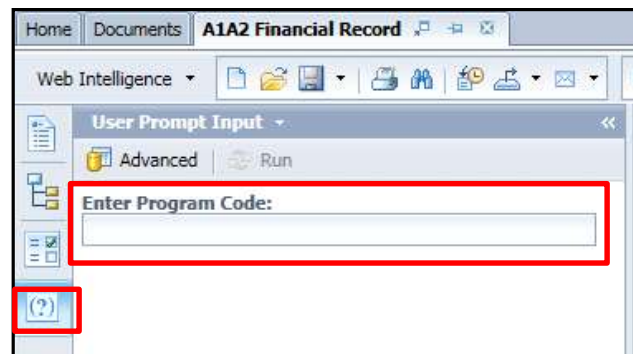 Home Documents A1A2 Financial Record
Web Intelligence
User Prompt Input
Advanced Run
Enter Program Code:
(?)